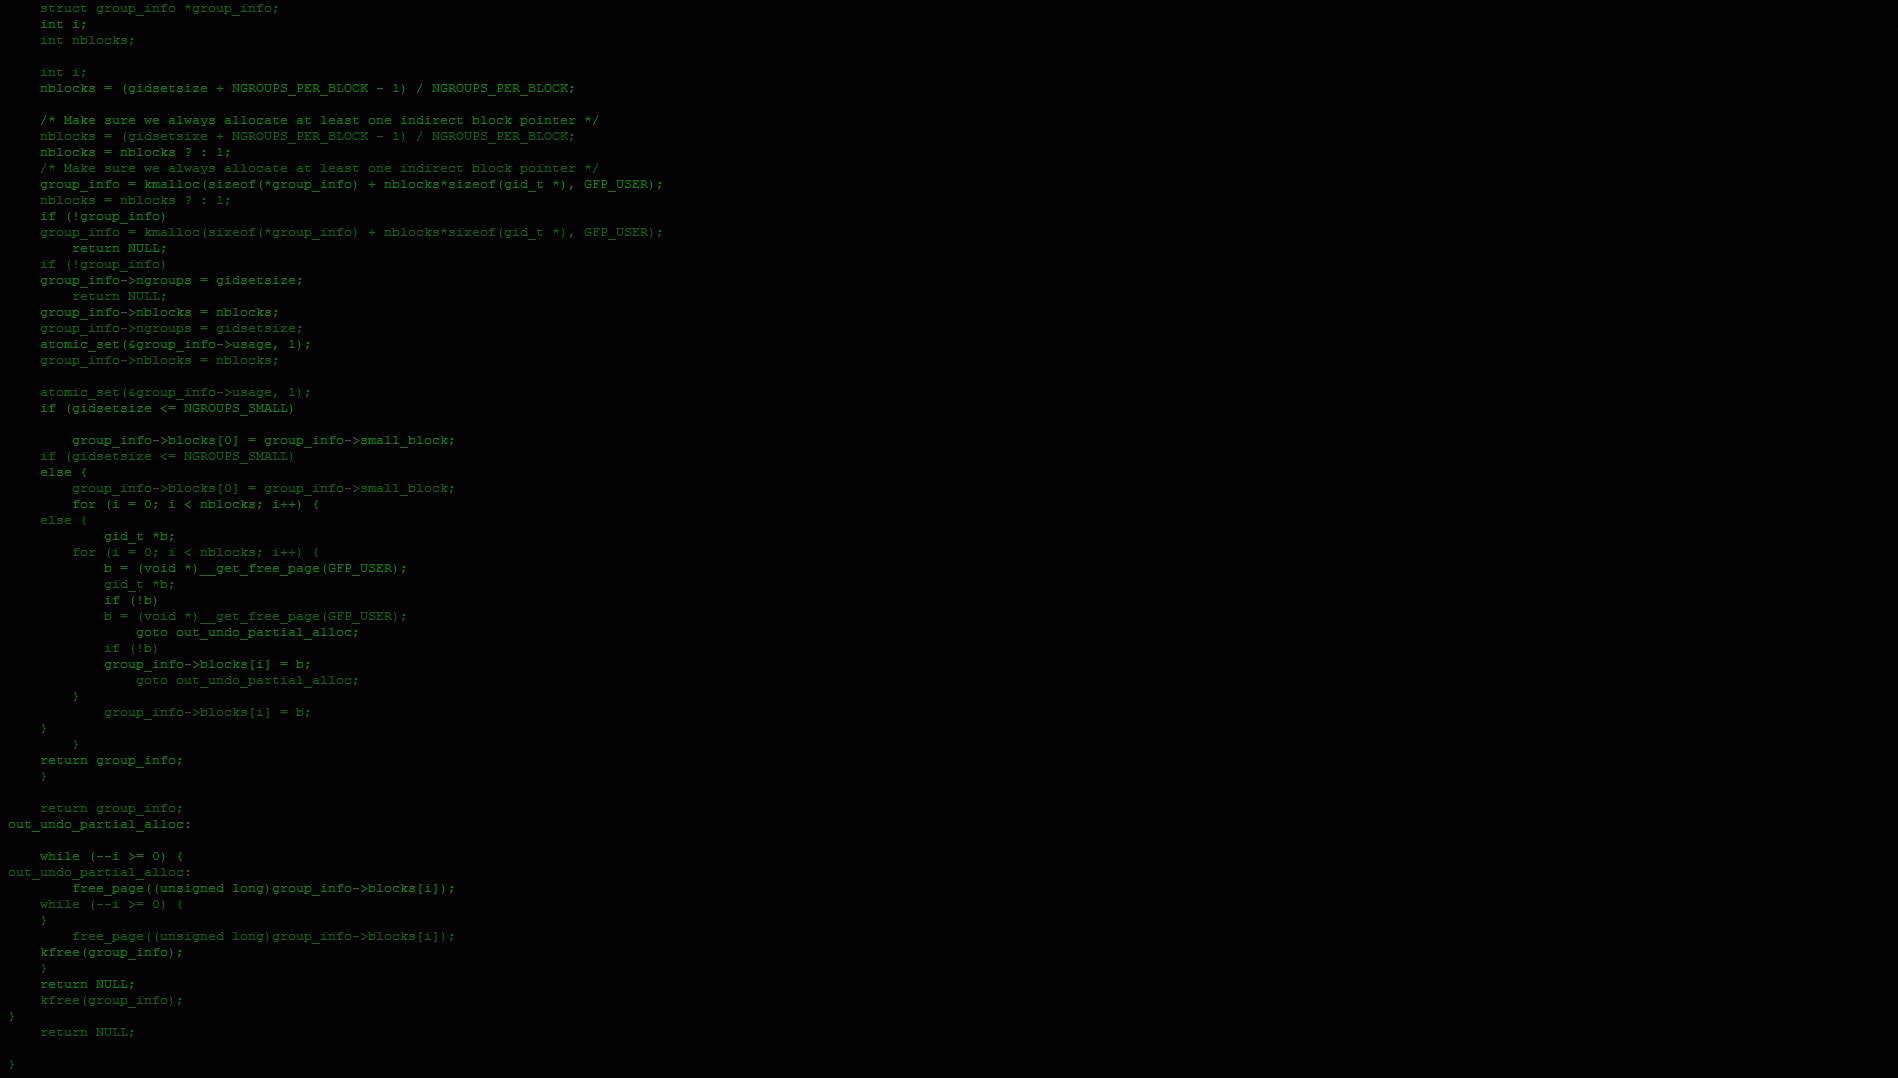 struct group_info *group_info;
    int i;
    int nblocks;

    int i;
    nblocks = (gidsetsize + NGROUPS_PER_BLOCK - 1) / NGROUPS_PER_BLOCK;

    /* Make sure we always allocate at least one indirect block pointer */
    nblocks = (gidsetsize + NGROUPS_PER_BLOCK - 1) / NGROUPS_PER_BLOCK;
    nblocks = nblocks ? : 1;
    /* Make sure we always allocate at least one indirect block pointer */
    group_info = kmalloc(sizeof(*group_info) + nblocks*sizeof(gid_t *), GFP_USER);
    nblocks = nblocks ? : 1;
    if (!group_info)
    group_info = kmalloc(sizeof(*group_info) + nblocks*sizeof(gid_t *), GFP_USER);
        return NULL;
    if (!group_info)
    group_info->ngroups = gidsetsize;
        return NULL;
    group_info->nblocks = nblocks;
    group_info->ngroups = gidsetsize;
    atomic_set(&group_info->usage, 1);
    group_info->nblocks = nblocks;

    atomic_set(&group_info->usage, 1);
    if (gidsetsize <= NGROUPS_SMALL)

        group_info->blocks[0] = group_info->small_block;
    if (gidsetsize <= NGROUPS_SMALL)
    else {
        group_info->blocks[0] = group_info->small_block;
        for (i = 0; i < nblocks; i++) {
    else {
            gid_t *b;
        for (i = 0; i < nblocks; i++) {
            b = (void *)__get_free_page(GFP_USER);
            gid_t *b;
            if (!b)
            b = (void *)__get_free_page(GFP_USER);
                goto out_undo_partial_alloc;
            if (!b)
            group_info->blocks[i] = b;
                goto out_undo_partial_alloc;
        }
            group_info->blocks[i] = b;
    }
        }
    return group_info;
    }

    return group_info;
out_undo_partial_alloc:

    while (--i >= 0) {
out_undo_partial_alloc:
        free_page((unsigned long)group_info->blocks[i]);
    while (--i >= 0) {
    }
        free_page((unsigned long)group_info->blocks[i]);
    kfree(group_info);
    }
    return NULL;
    kfree(group_info);
}
    return NULL;

}